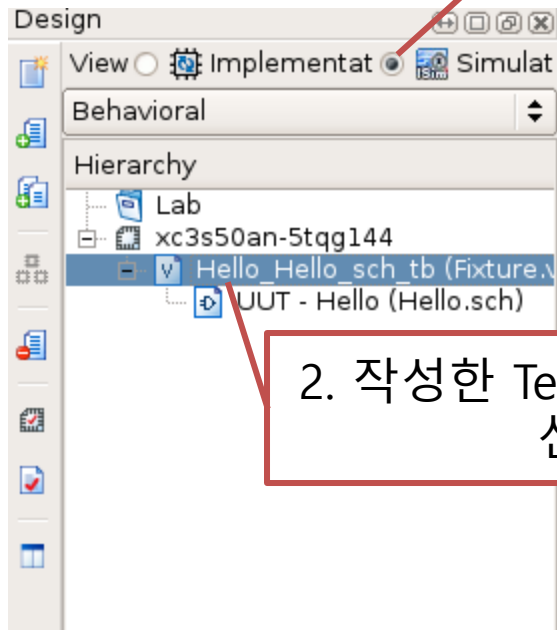 Design
View Implementat Simulat
Behavioral
Hierarchy
Lab
xc3s50an-5tqg144
Hello_Hello_sch_tb (Fixture.v
UUT - Hello (Hello.sch)
2. 작성한 Te